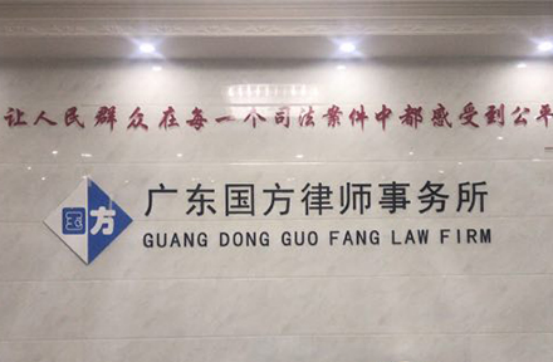 让人民群众在每一个司法案件中都感受到公平
方
广东国方律师事务所
GUANG DONG GUO FANG LAW FIRM